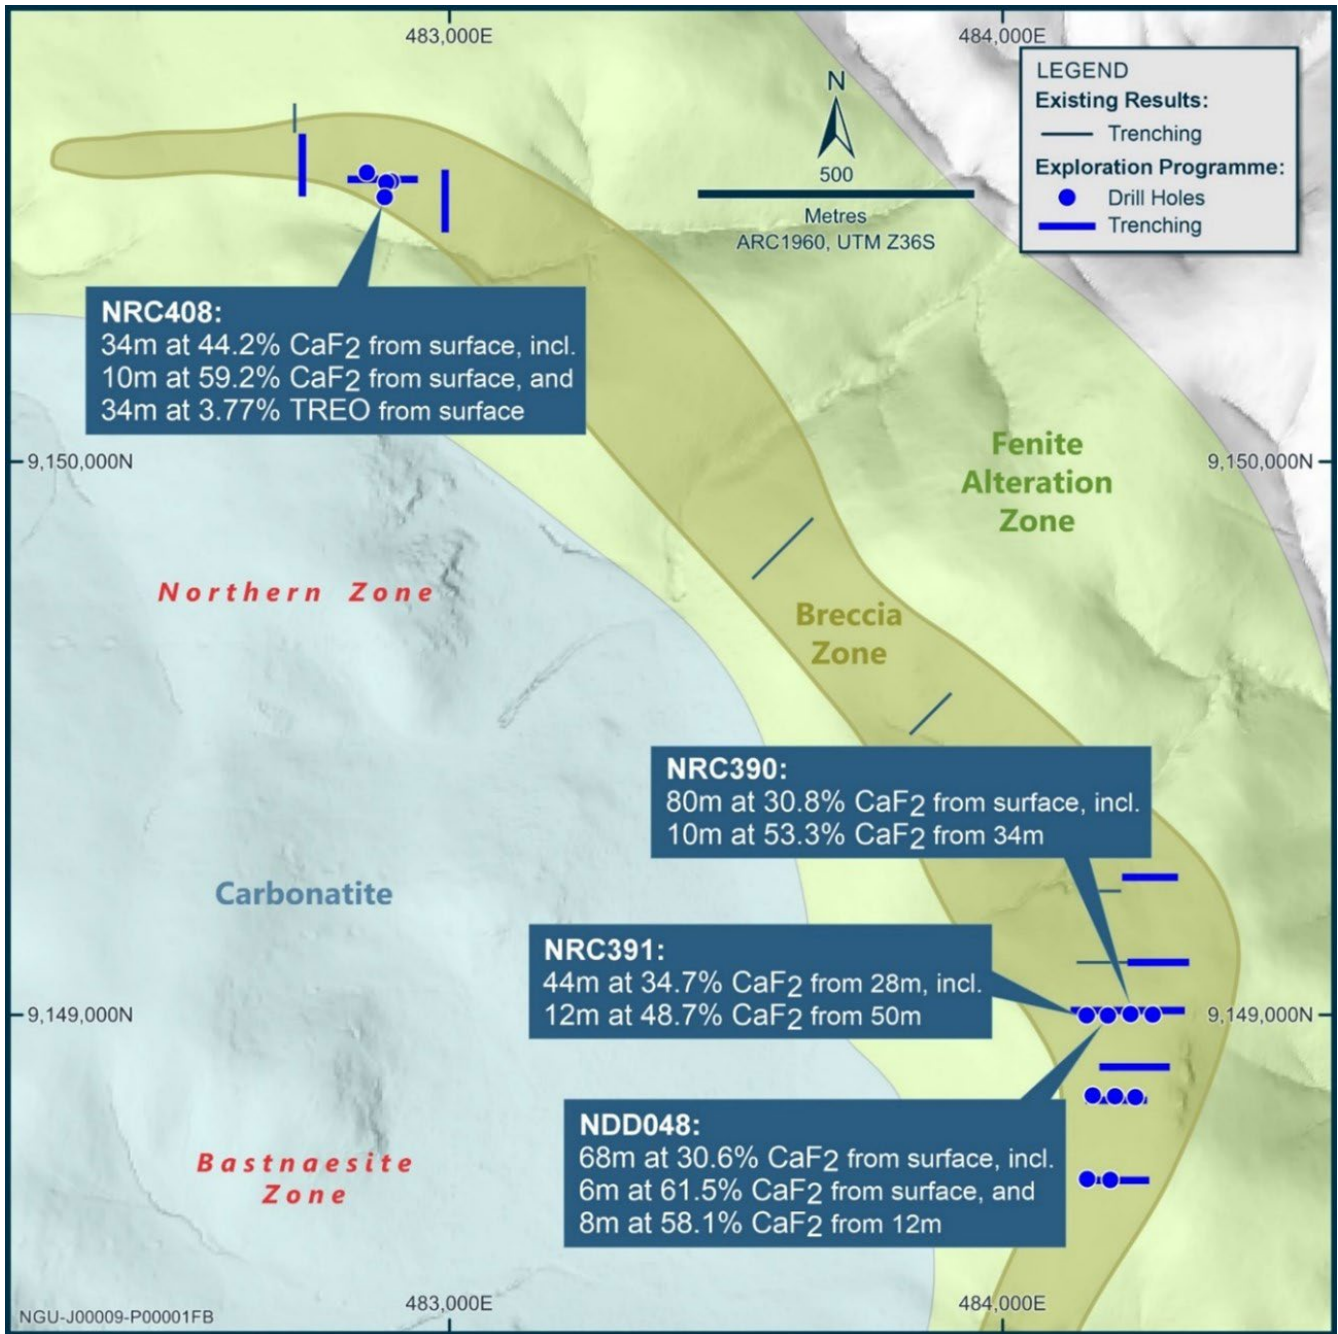 483,000E
484,000E
LEGEND
Existing Results:
Trenching
Exploration Programme:
Drill Holes
Trenching
N
500
Metres
ARC1960, UTM Z36S
NRC408:
34m at 44.2% CaF2 from surface, incl.
10m at 59.2% CaF2 from surface, and
34m at 3.77% TREO from surface
9,150,000N
9,150,000N
Fenite
Alteration
Zone
Northern Zone
Breccia
Zone
NRC390:
80m at 30.8% CaF2 from surface, incl.
10m at 53.3% CaF2 from 34m
Carbonatite
NRC391:
44m at 34.7% CaF2 from 28m, incl.
12m at 48.7% CaF2 from 50m
9,149,000N
9,149,000N
NDD048:
68m at 30.6% CaF2 from surface, incl.
6m at 61.5% CaF2 from surface, and
8m at 58.1% CaF2 from 12m
Bastnaesite
Zone
483,000E
484,000E
NGU-J00009-P00001FB